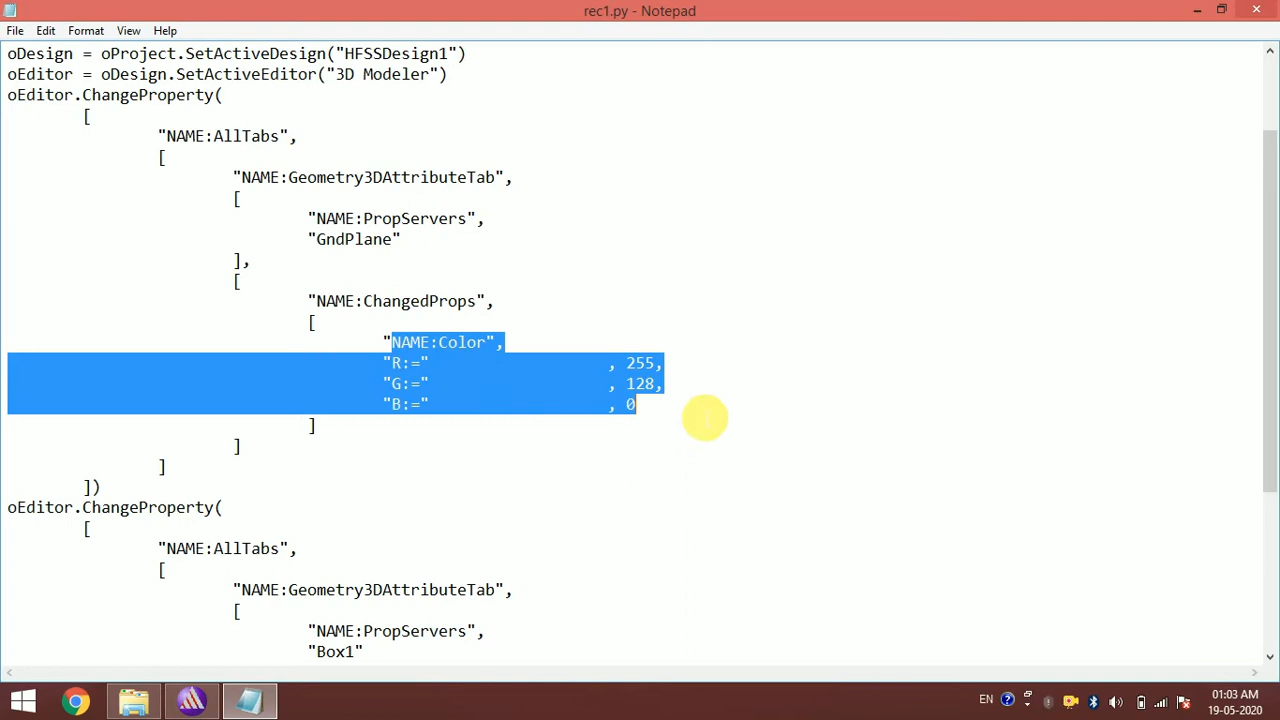 rec1.py - Notepad
File Edit Format View Help
oDesign = oProject.SetActiveDesign("HFSSDesign1")
oEditor = oDesign.SetActiveEditor("3D Modeler")
oEditor.ChangeProperty(
[
"NAME:AllTabs",
[
"NAME:Geometry3DAttributeTab",
[
"NAME:PropServers",
"GndPlane"
],
[
"NAME:ChangedProps",
[
"NAME:Color",
"R:=" , 255,
"G:=" , 128,
"B:=" , 0
]
]
]
])
oEditor.ChangeProperty(
[
"NAME:AllTabs",
[
"NAME:Geometry3DAttributeTab",
[
"NAME:PropServers",
"Box1"
EN
01:03 AM
19-05-2020